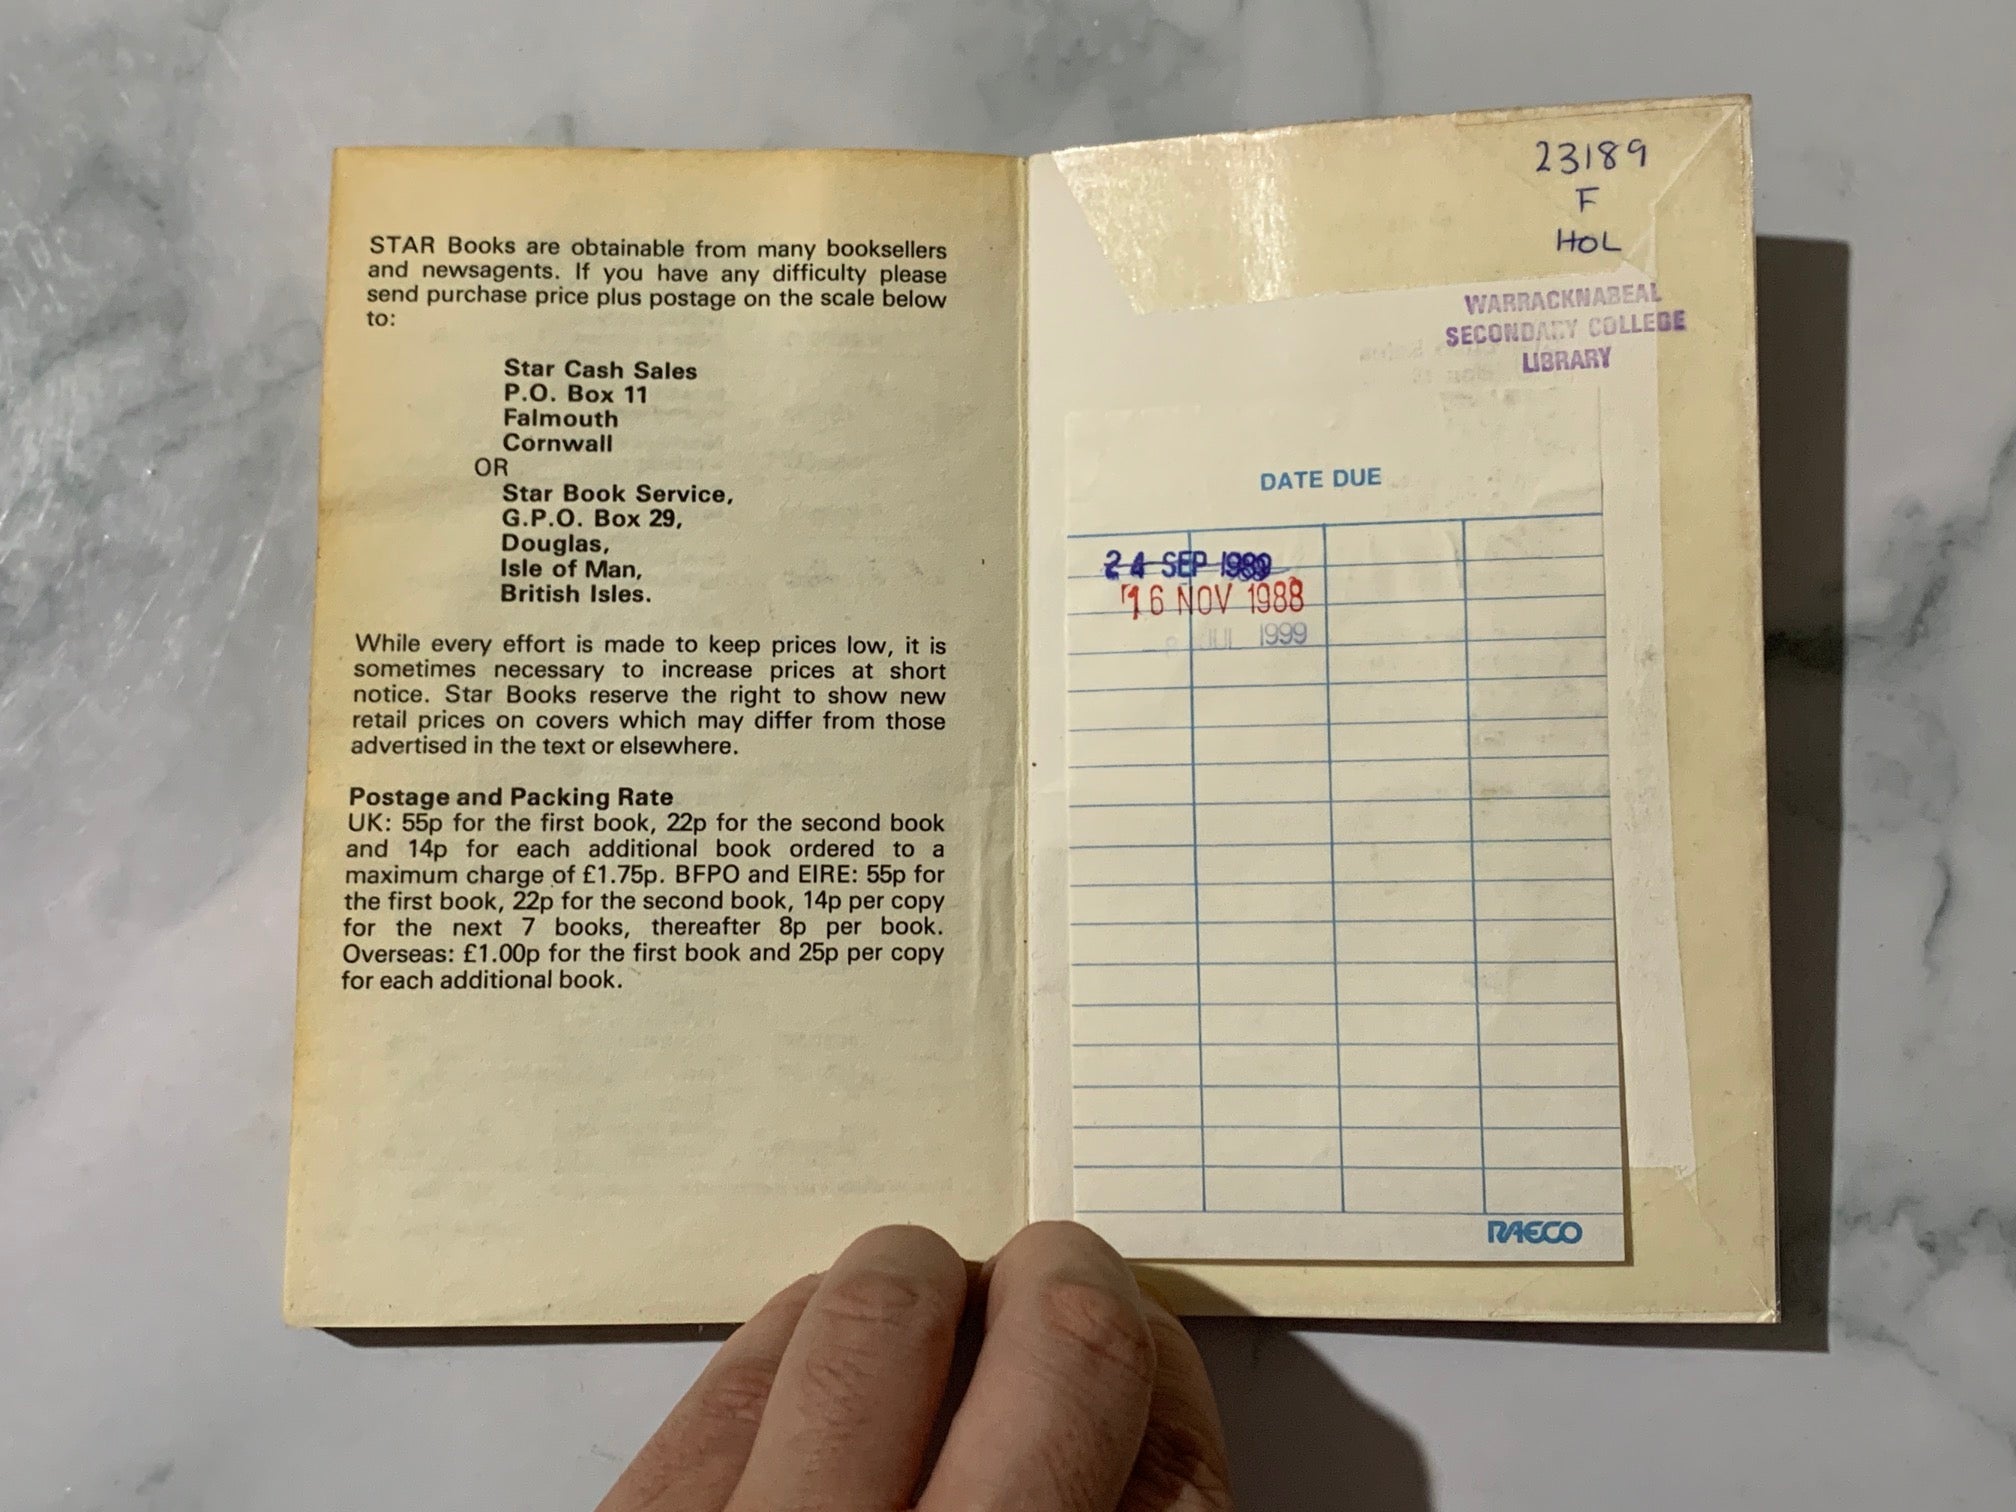 STAR Books are obtainable from many booksellers
and newsagents. If you have any difficulty please
send purchase price plus postage on the scale below
to:
Star Cash Sales
P.O. Box 11
Falmouth
Cornwall
OR
Star Book Service,
G.P.O. Box 29,
Douglas,
Isle of Man,
British Isles.
While every effort is made to keep prices low, it is
sometimes necessary to increase prices at short
notice. Star Books reserve the right to show new
retail prices on covers which may differ from those
advertised in the text or elsewhere.
Postage and Packing Rate
UK: 55p for the first book, 22p for the second book
and 14p for each additional book ordered to a
maximum charge of £1.75p. BFPO and EIRE: 55p for
the first book, 22p for the second book, 14p per copy
for the next 7 books, thereafter 8p per book.
Overseas: £1.00p for the first book and 25p per copy
for each additional book.
23189
F
HOL
WARRACKNABEAL
SECONDARY COLLEGE
LIBRARY
DATE DUE
24 SEP
16 NOV 1988
JUL 1999
RAECO